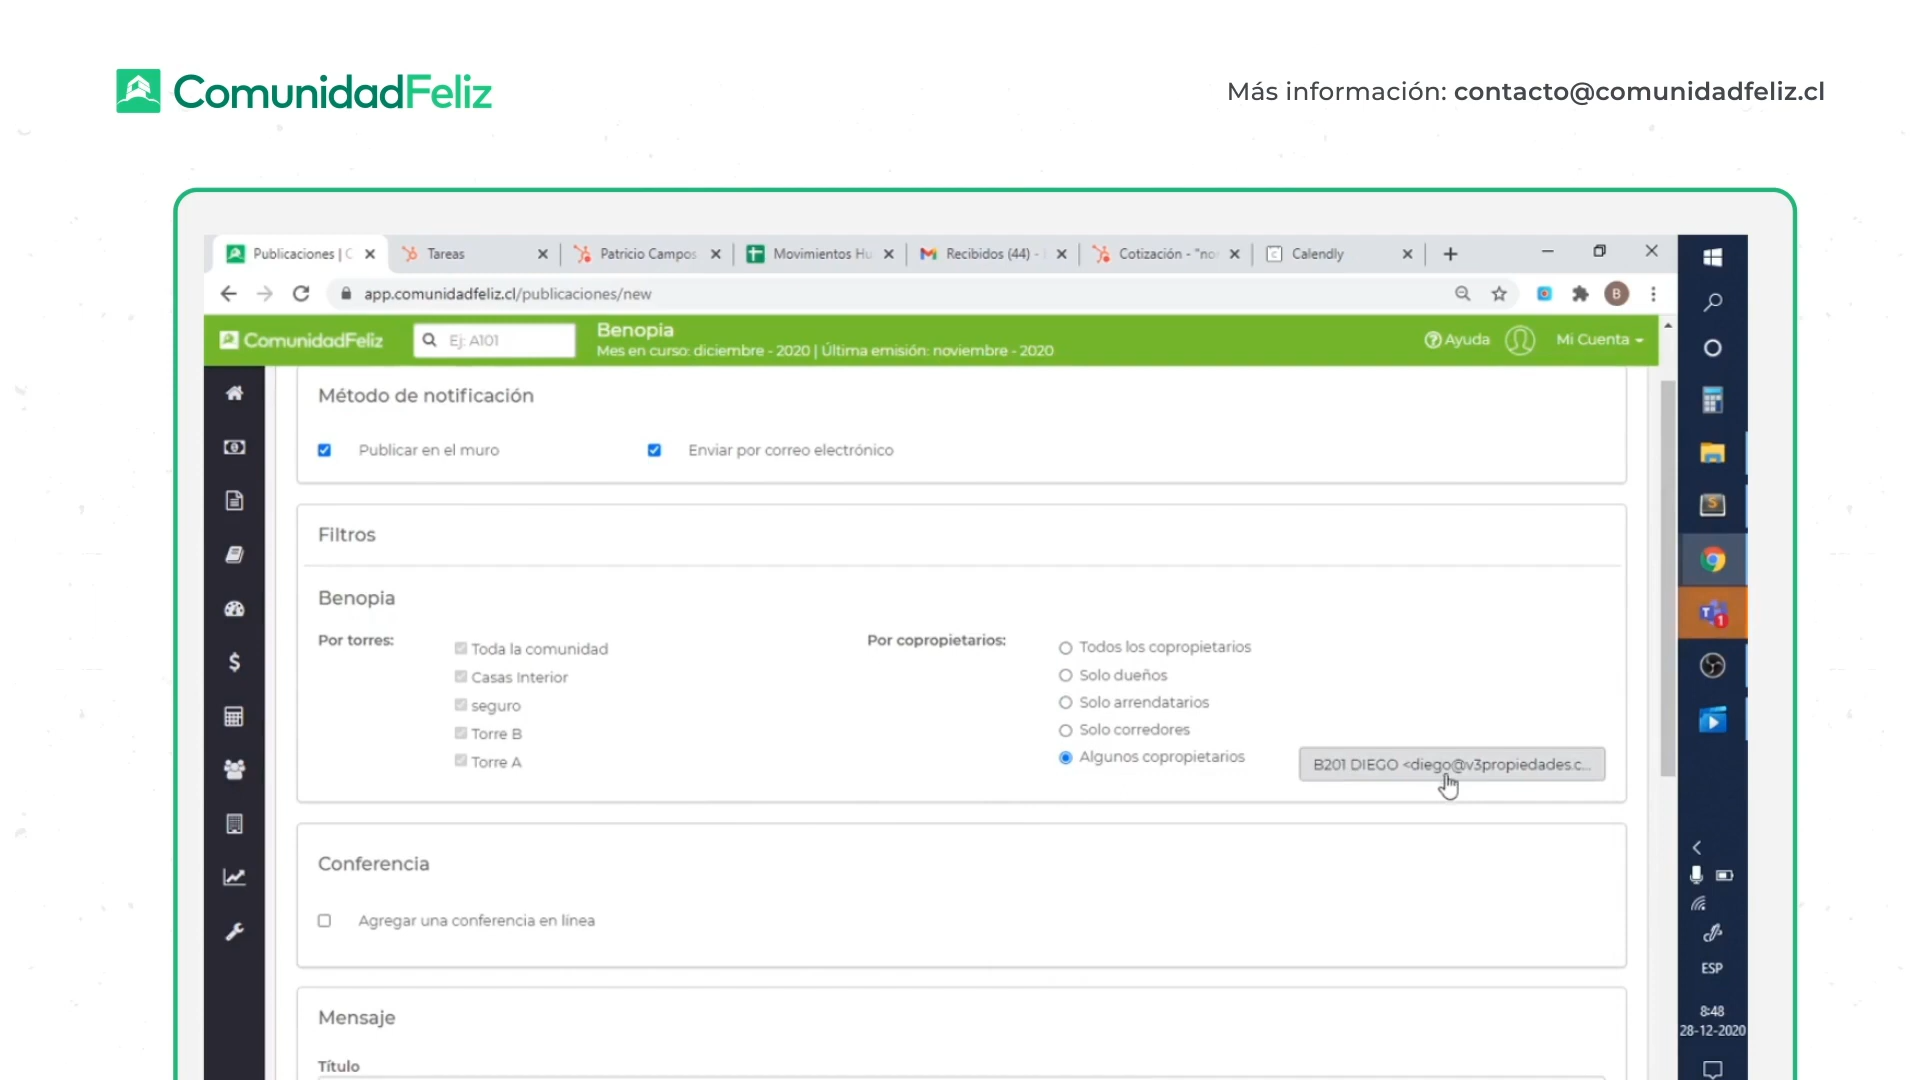 ComunidadFeliz
Más información: contacto@comunidadfeliz.cl
Publicaciones | C
Tareas
Patricio Campos
Movimientos Hu
Recibidos (44) -
Cotización - "no
Calendly
app.comunidadfeliz.cl/publicaciones/new
B
ComunidadFeliz
Ej: A101
Benopia
Mes en curso: diciembre - 2020 | Última emisión: noviembre - 2020
Ayuda
Mi Cuenta
Método de notificación
Publicar en el muro
Enviar por correo electrónico
Filtros
Benopia
Por torres:
Toda la comunidad
Casas Interior
seguro
Torre B
Torre A
Por copropietarios:
Todos los copropietarios
Solo dueños
Solo arrendatarios
Solo corredores
Algunos copropietarios
B201 DIEGO <diego@v3propiedades.c...
Conferencia
Agregar una conferencia en línea
Mensaje
Título
ESP
8:48
28-12-2020